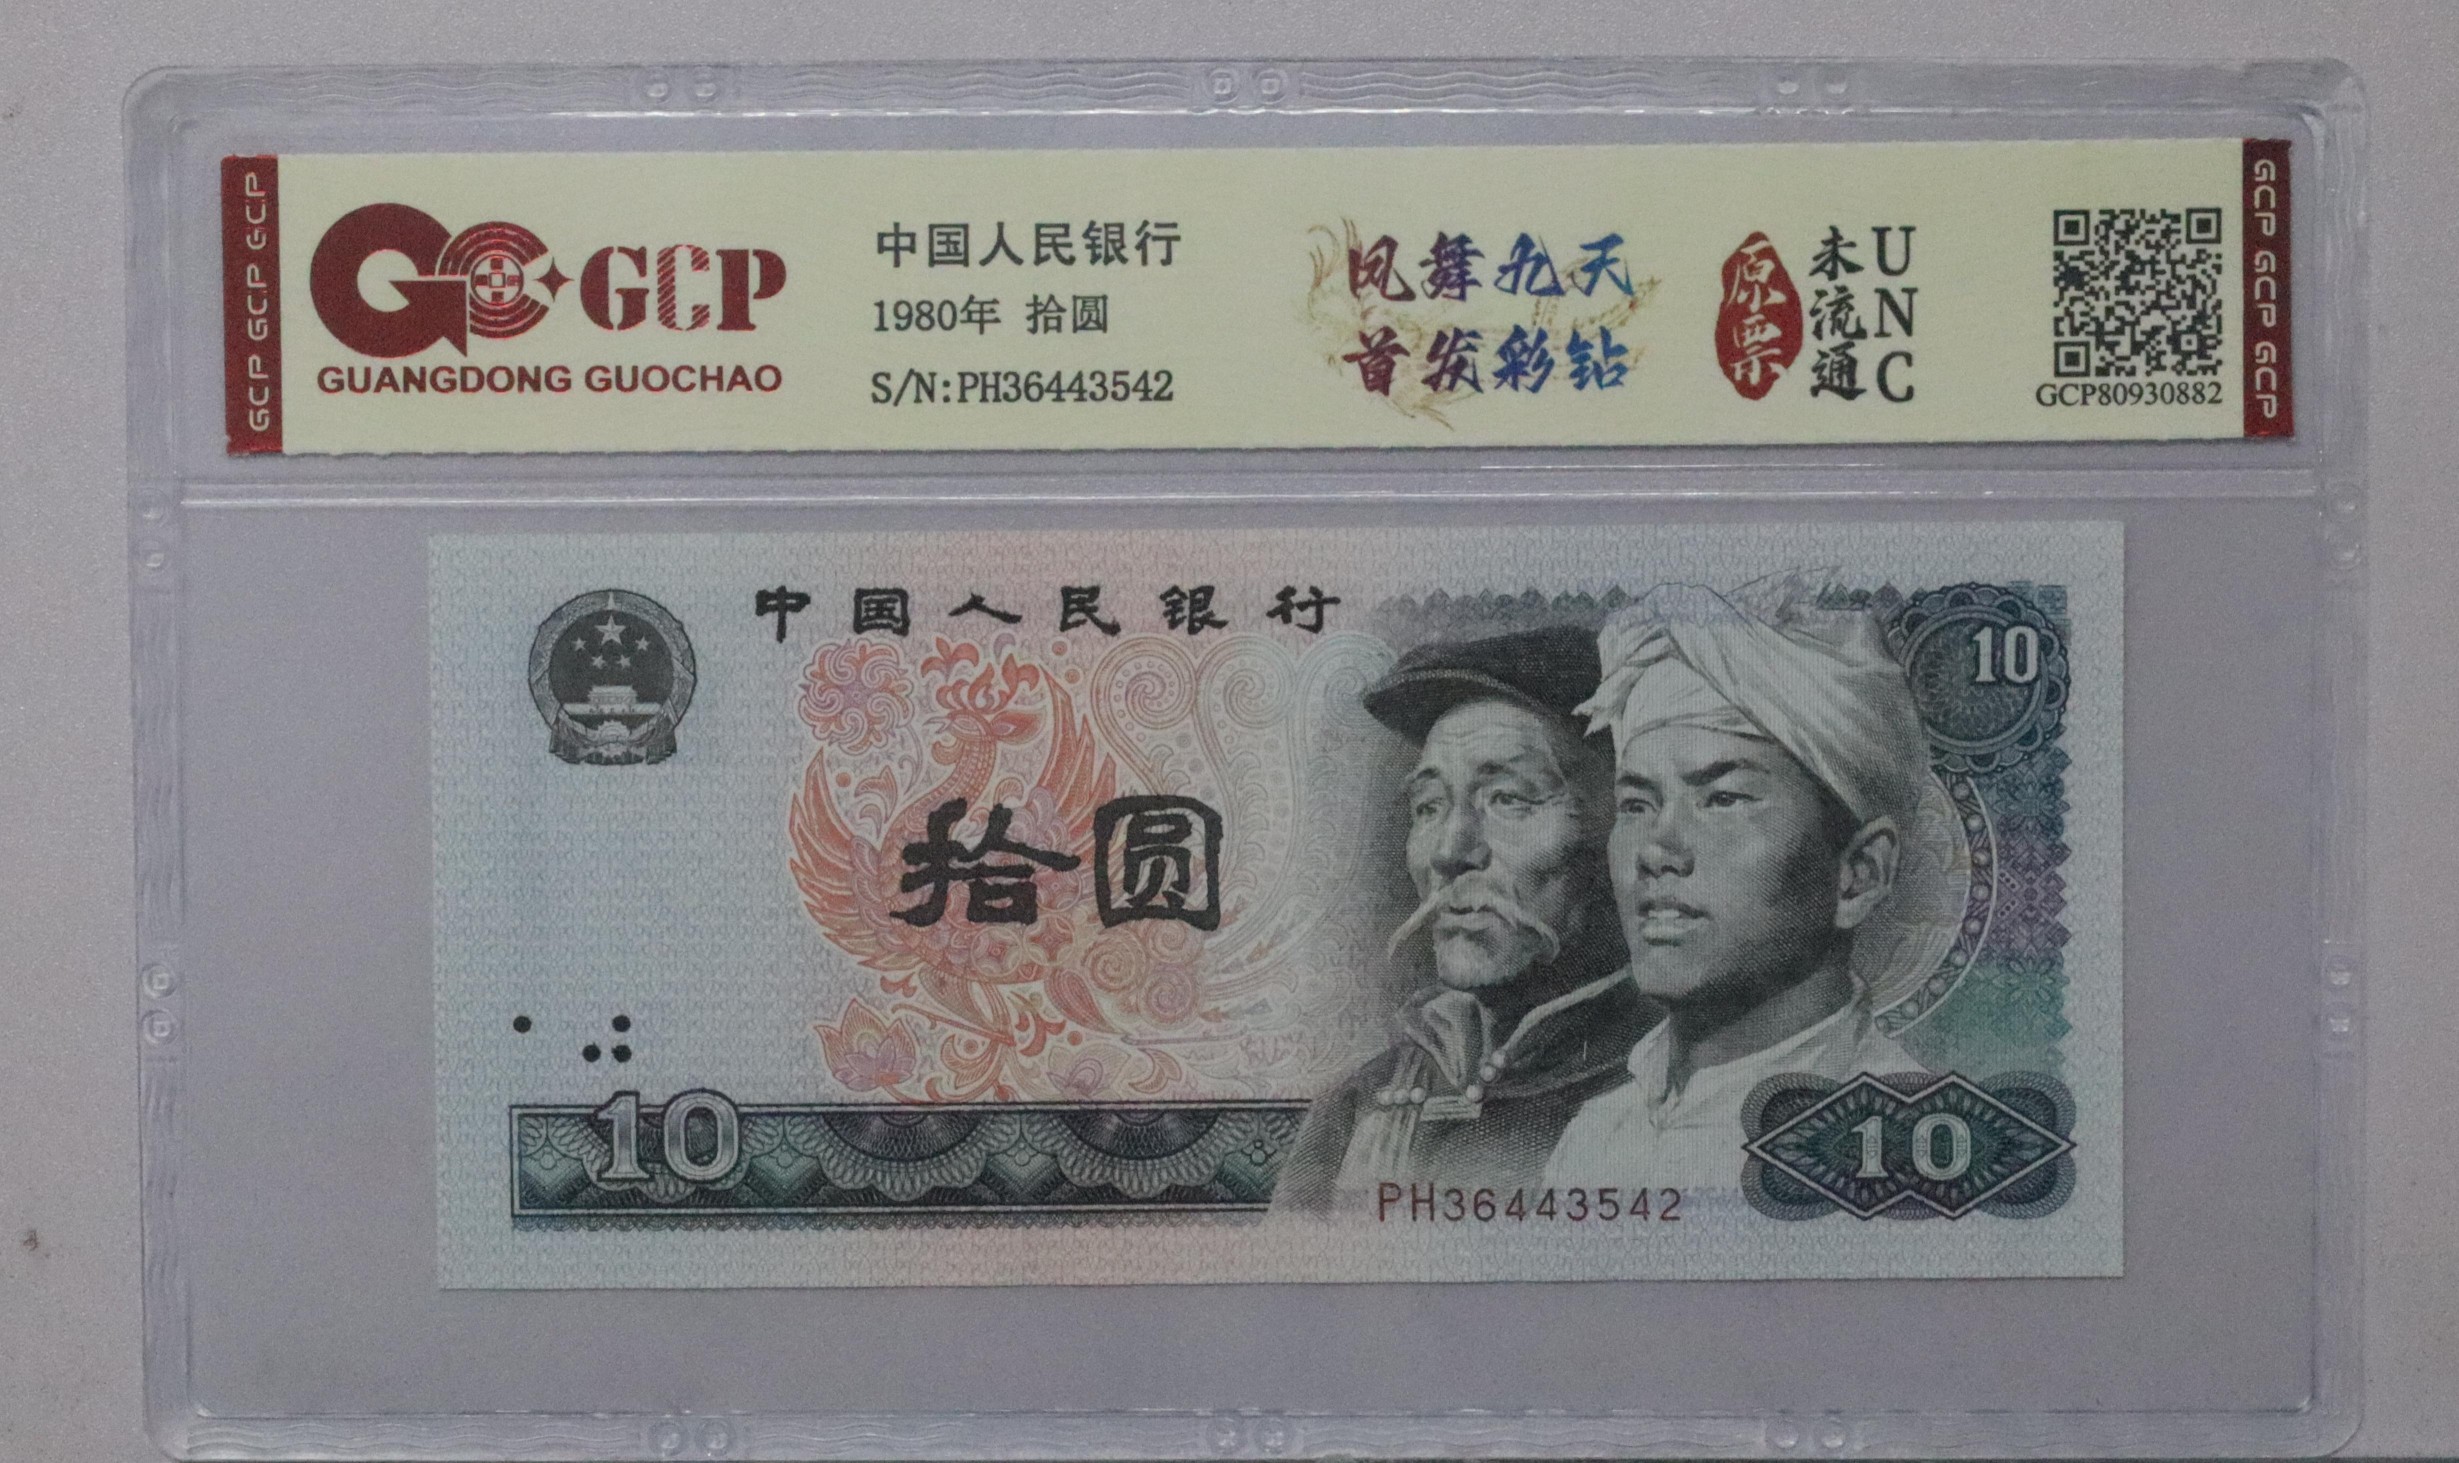 GCP GCP GCP
GCP
GUANGDONG GUOCHAO
中国人民银行
1980年 拾圆
S/N:PH36443542
凤舞九天
首发彩钻
原票
未流通
UNC
GCP80930882
GCP GCP GCP
中国人民银行
10
拾圆
10
10
PH36443542